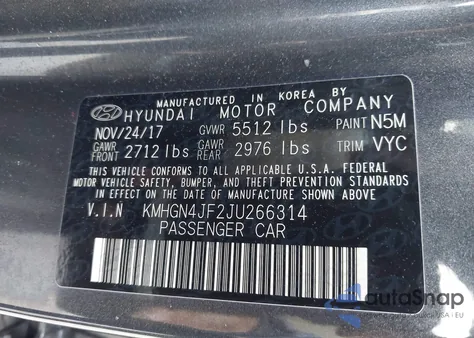 MANUFACTURED IN KOREA BY
HYUNDAI MOTOR COMPANY
NOV/24/17 GVWR 5512 lbs PAINT N5M
GAWR FRONT 2712 lbs GAWR REAR 2976 lbs TRIM VYC
THIS VEHICLE CONFORMS TO ALL APPLICABLE U.S.A. FEDERAL
MOTOR VEHICLE SAFETY, BUMPER, AND THEFT PREVENTION STANDARDS
IN EFFECT ON THE DATE OF MANUFACTURE SHOWN ABOVE.
V.I.N KMHGN4JF2JU266314
PASSENGER CAR
autoSnap